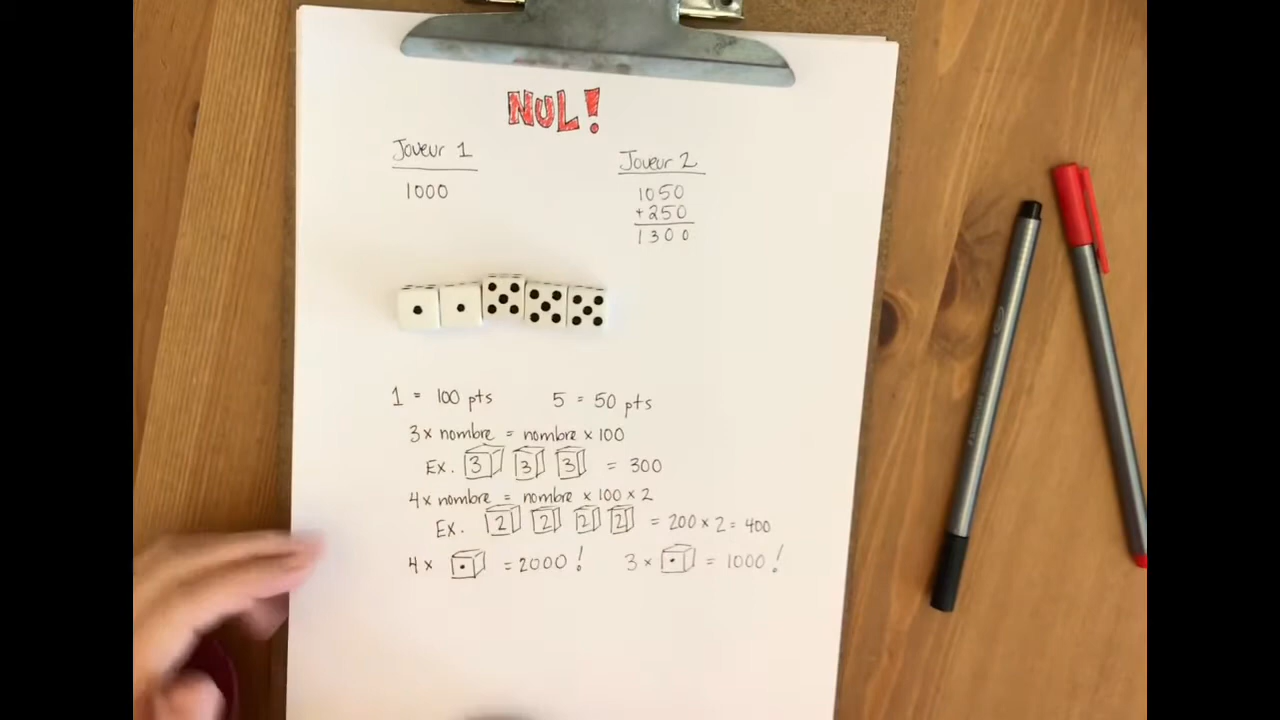 NUL!
Joueur 1
1000
Joueur 2
1050
+250
1300
1 = 100 pts 5 = 50 pts
3 x nombre = nombre x 100
Ex. 3 3 3 = 300
4 x nombre = nombre x 100 x 2
Ex. 2 2 2 2 = 200 x 2 = 400
4 x = 2000! 3 x = 1000!